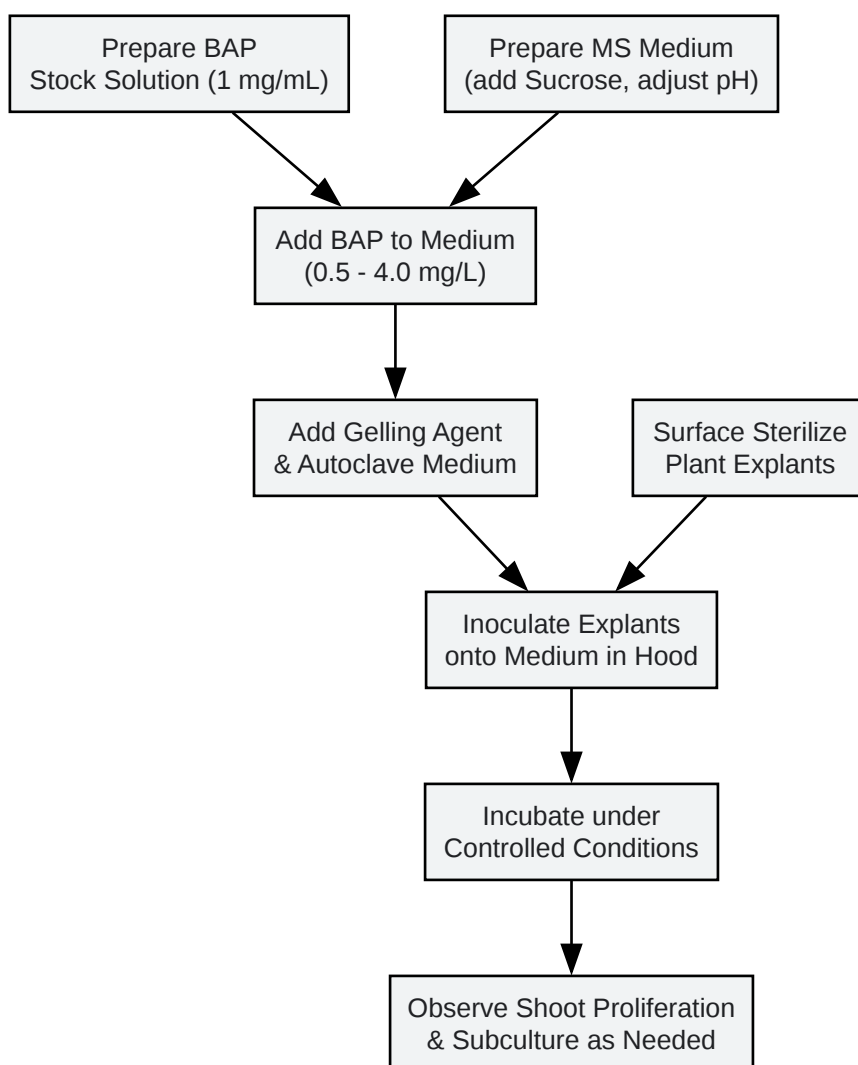 Prepare BAP
Stock Solution (1 mg/mL)
Prepare MS Medium
(add Sucrose, adjust pH)
Add BAP to Medium
(0.5 - 4.0 mg/L)
Add Gelling Agent
& Autoclave Medium
Surface Sterilize
Plant Explants
Inoculate Explants
onto Medium in Hood
Incubate under
Controlled Conditions
Observe Shoot Proliferation
& Subculture as Needed